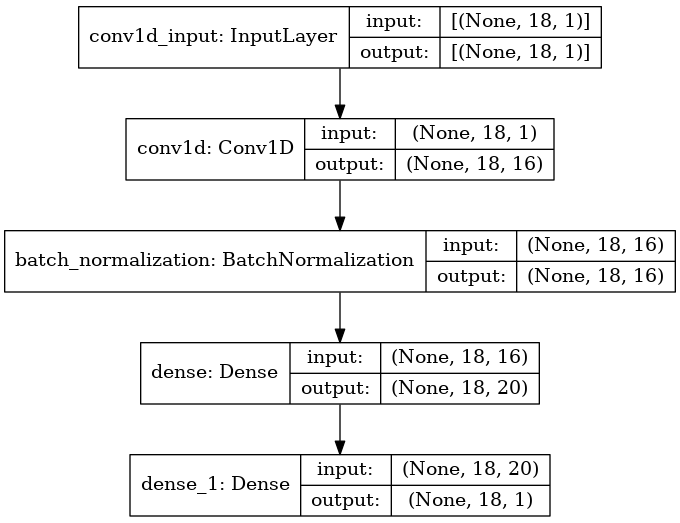 conv1d_input: InputLayer
input:
[(None, 18, 1)]
output:
[(None, 18, 1)]
conv1d: Conv1D
input:
(None, 18, 1)
output:
(None, 18, 16)
batch_normalization: BatchNormalization
input:
(None, 18, 16)
output:
(None, 18, 16)
dense: Dense
input:
(None, 18, 16)
output:
(None, 18, 20)
dense_1: Dense
input:
(None, 18, 20)
output:
(None, 18, 1)